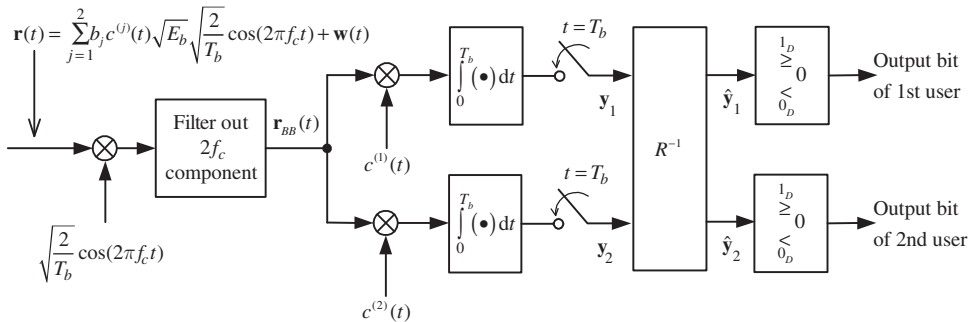 r(t) = ∑_{j=1}^{2} b_j c^{(j)}(t) √E_b √(2/T_b) cos(2πf_c t) + w(t)
√(2/T_b) cos(2πf_c t)
Filter out
2f_c
component
r_{BB}(t)
c^{(1)}(t)
∫_0^{T_b} (•) dt
t = T_b
y_1
R^{-1}
ŷ_1
1_D
≥
< 0
0_D
Output bit
of 1st user
c^{(2)}(t)
∫_0^{T_b} (•) dt
t = T_b
y_2
ŷ_2
1_D
≥
< 0
0_D
Output bit
of 2nd user